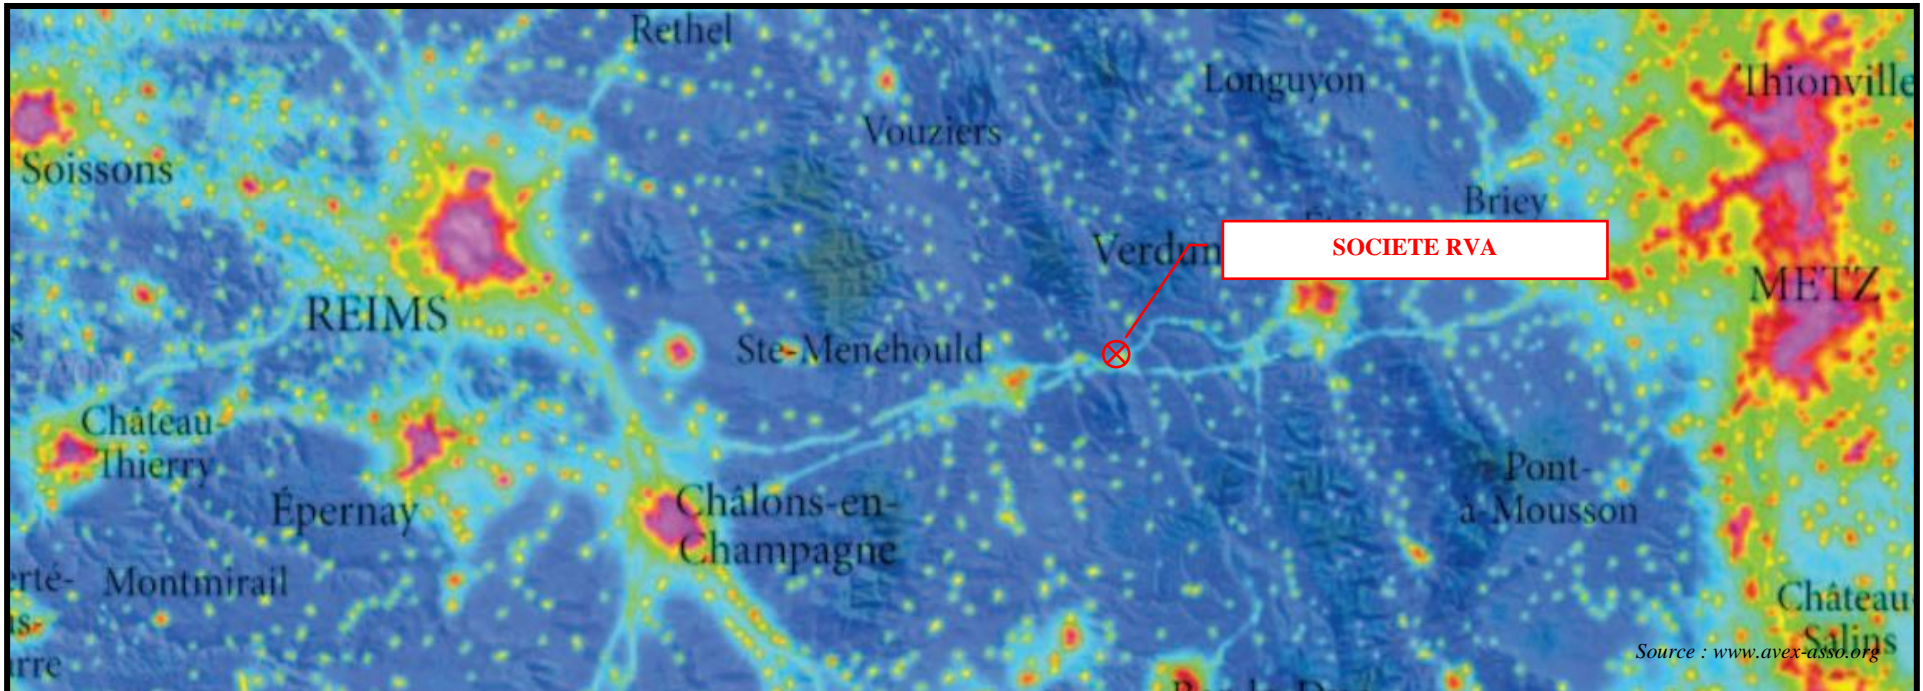 Rethel
Longuyon
Thionville
Vouziers
Soissons
Briey
Verdun
SOCIETE RVA
METZ
REIMS
Ste-Menehould
Château-
Thierry
Pont-
à-Mousson
Châlons-en-
Champagne
Épernay
Montmirail
Château
Salins
Source : www.avex-asso.org